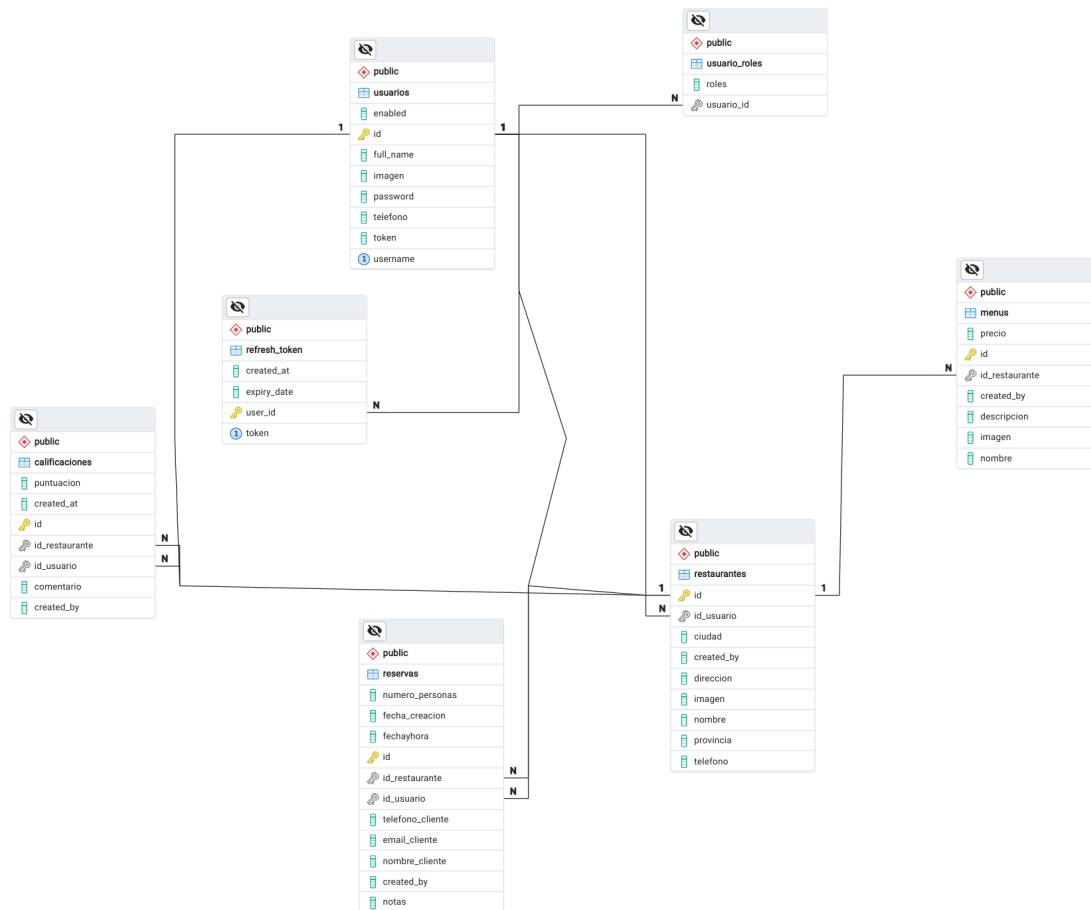 public
usuarios
enabled
1
id
1
full_name
imagen
password
telefono
token
1 username
public
usuario_roles
roles
N
usuario_id
public
refresh_token
created_at
expiry_date
user_id
N
1 token
public
menus
precio
id
N
id_restaurante
created_by
descripcion
imagen
nombre
public
calificaciones
puntuacion
created_at
id
id_restaurante
N
id_usuario
N
comentario
created_by
public
restaurantes
1
id
1
N
id_usuario
ciudad
created_by
direccion
imagen
nombre
provincia
telefono
public
reservas
numero_personas
fecha_creacion
fechayhora
id
id_restaurante
N
id_usuario
N
telefono_cliente
email_cliente
nombre_cliente
created_by
notas